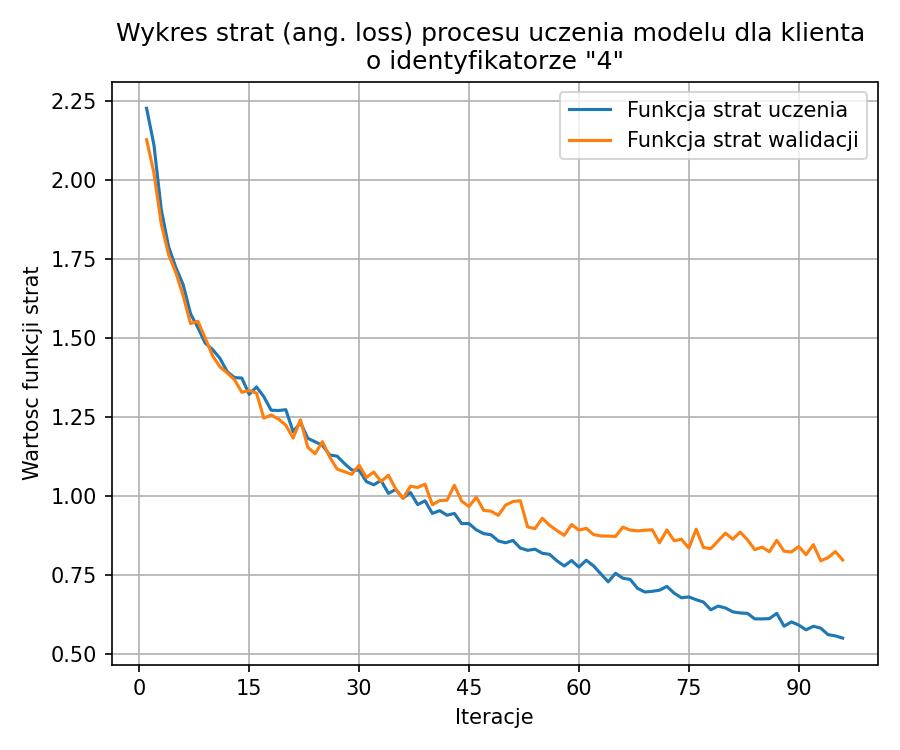 Wykres strat (ang. loss) procesu uczenia modelu dla klienta
o identyfikatorze "4"
Funkcja strat uczenia
Funkcja strat walidacji
Wartosc funkcji strat
2.25
2.00
1.75
1.50
1.25
1.00
0.75
0.50
0 15 30 45 60 75 90
Iteracje